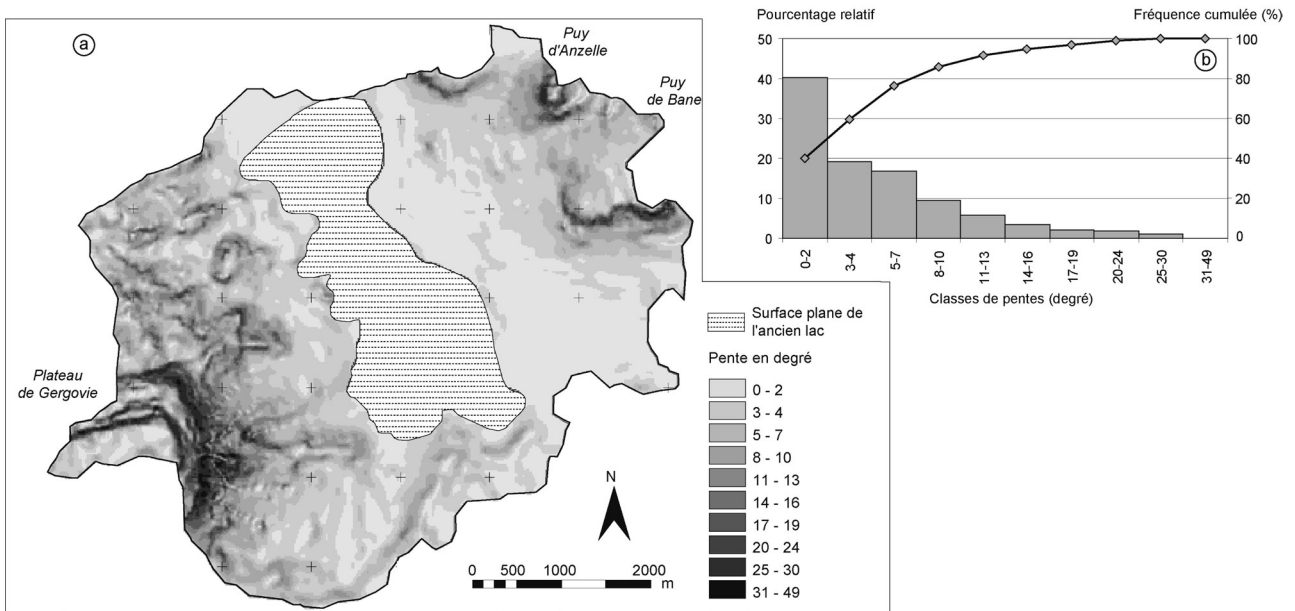 a
Puy
d'Anzelle
Puy
de Bane
Plateau
de Gergovie
N
0 500 1000 2000
m
Pourcentage relatif
Fréquence cumulée (%)
b
50
40
30
20
10
0
100
80
60
40
20
0
0-2
3-4
5-7
8-10
11-13
14-16
17-19
20-24
25-30
31-49
Classes de pentes (degré)
Surface plane de
l'ancien lac
Pente en degré
0 - 2
3 - 4
5 - 7
8 - 10
11 - 13
14 - 16
17 - 19
20 - 24
25 - 30
31 - 49